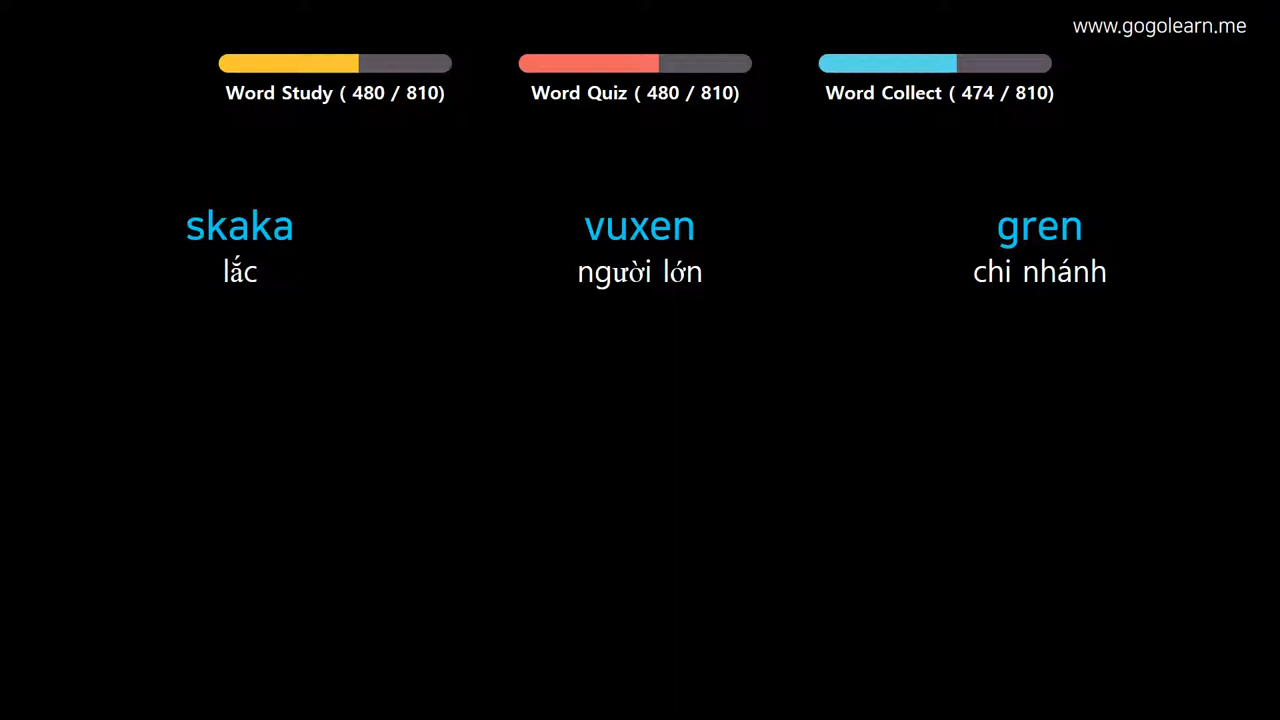 www.gogolearn.me
Word Study ( 480 / 810)
Word Quiz ( 480 / 810)
Word Collect ( 474 / 810)
skaka
lắc
vuxen
người lớn
gren
chi nhánh